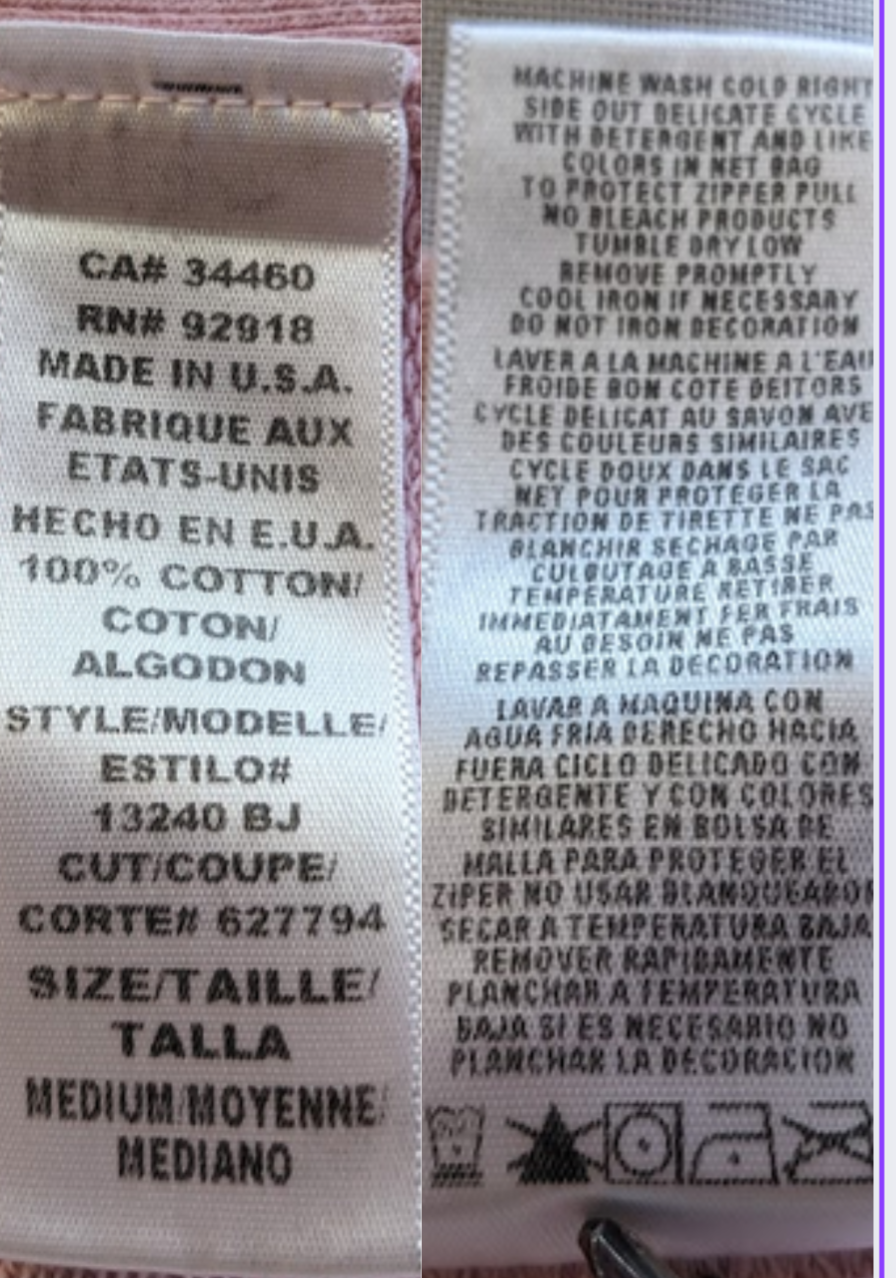 CA# 34460
RN# 92918
MADE IN U.S.A.
FABRIQUE AUX
ETATS-UNIS
HECHO EN E.U.A.
100% COTTON/
COTON/
ALGODON
STYLE/MODELLE/
ESTILO#
13240 BJ
CUT/COUPE/
CORTE# 627794
SIZE/TAILLE/
TALLA
MEDIUM/MOYENNE/
MEDIANO
MACHINE WASH COLD RIGHT
SIDE OUT DELICATE CYCLE
WITH DETERGENT AND LIKE
COLORS IN NET BAG
TO PROTECT ZIPPER PULL
NO BLEACH PRODUCTS
TUMBLE DRY LOW
REMOVE PROMPTLY
COOL IRON IF NECESSARY
DO NOT IRON DECORATION
LAVER A LA MACHINE A L'EAU
FROIDE BON COTE DEITORS
CYCLE DELICAT AU SAVON AVE
DES COULEURS SIMILAIRES
CYCLE DOUX DANS LE SAC
NET POUR PROTEGER LA
TRACTION DE TIRETTE NE PAS
BLANCHIR SECHAGE PAR
CULBUTAGE A BASSE
TEMPERATURE RETIRER
IMMEDIATAMENT FER FRAIS
AU BESOIN NE PAS
REPASSER LA DECORATION
LAVAR A MAQUINA CON
AGUA FRIA DERECHO HACIA
FUERA CICLO DELICADO CON
DETERGENTE Y CON COLORES
SIMILARES EN BOLSA DE
MALLA PARA PROTEGER EL
ZIPER NO USAR BLANQUEADOR
SECAR A TEMPERATURA BAJA
REMOVER RAPIDAMENTE
PLANCHAR A TEMPERATURA
BAJA SI ES NECESARIO NO
PLANCHAR LA DECORACION